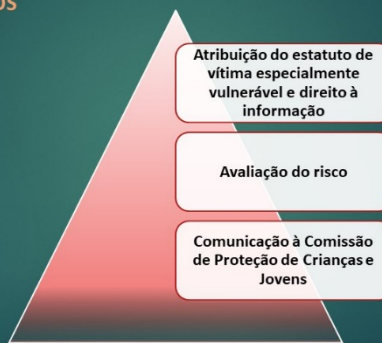 os
Atribuição do estatuto de
vítima especialmente
vulnerável e direito à
informação
Avaliação do risco
Comunicação à Comissão
de Proteção de Crianças e
Jovens